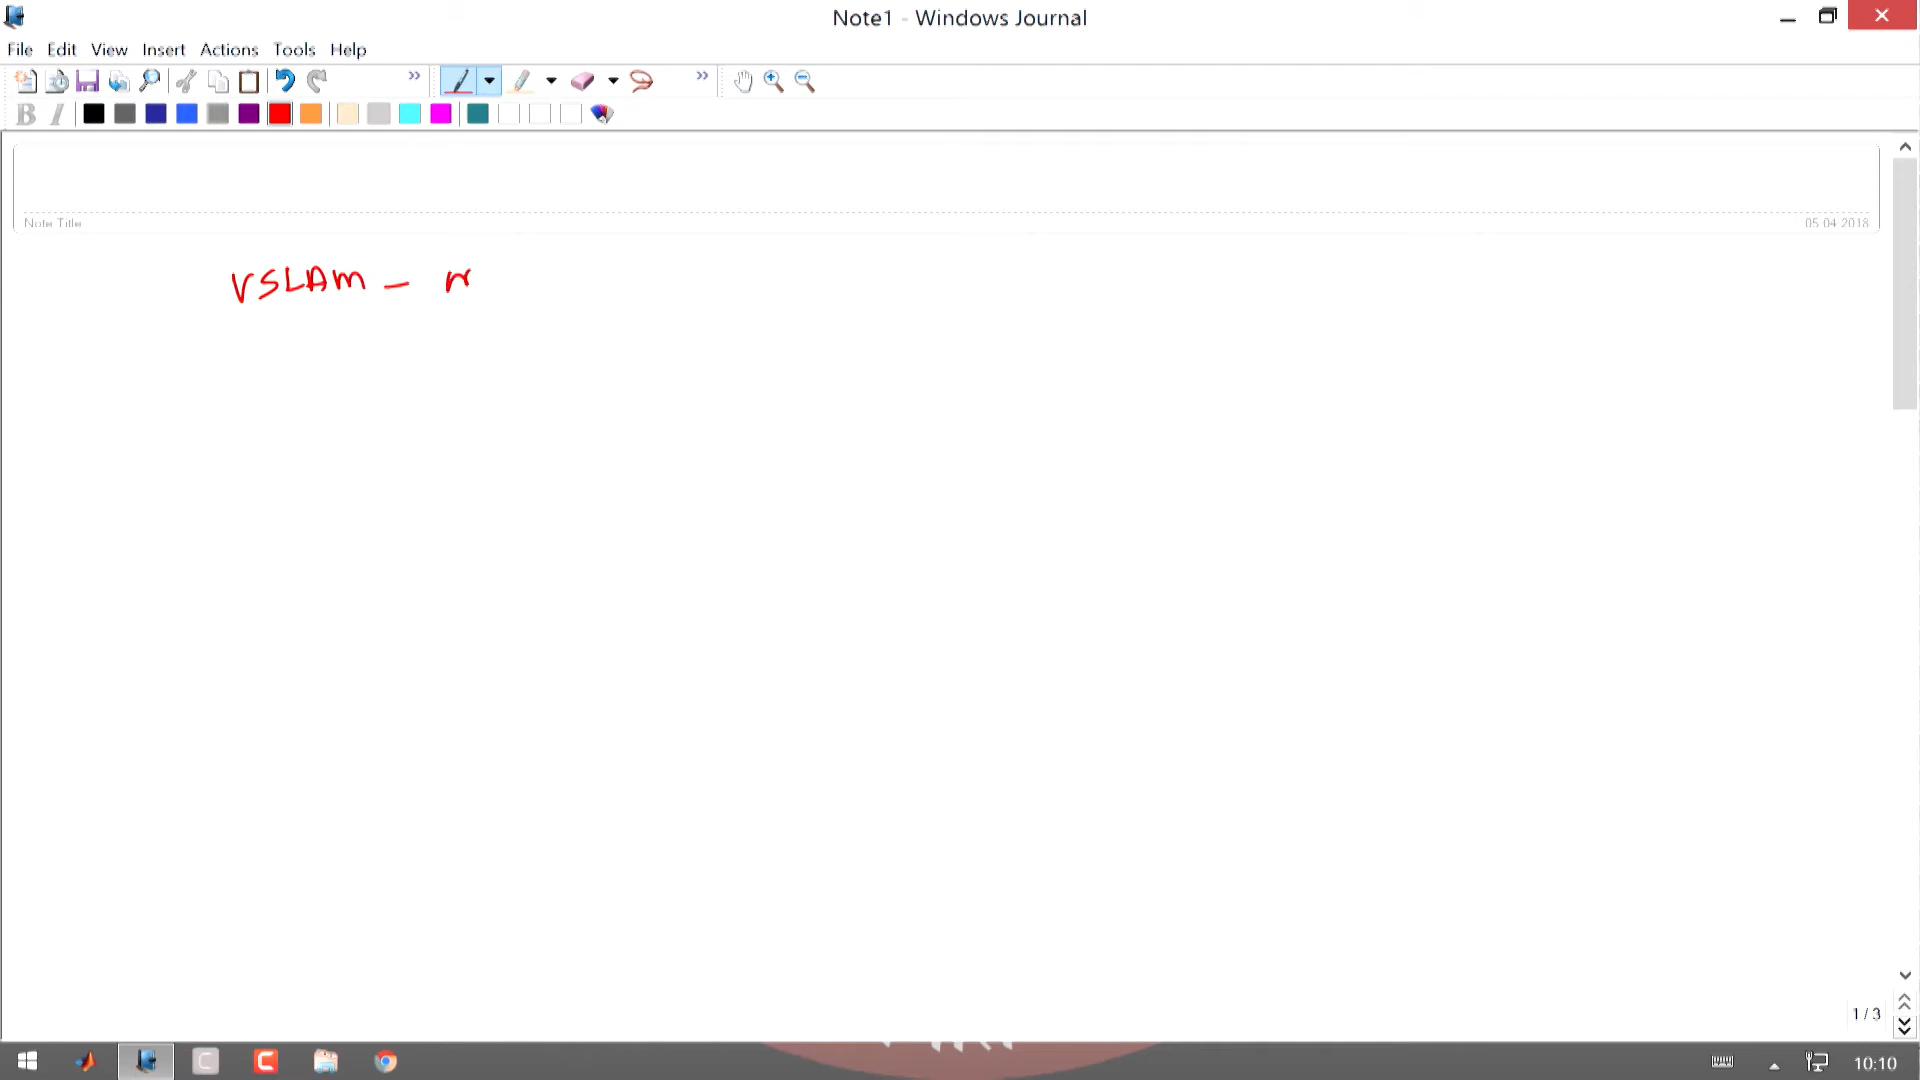 Note1 - Windows Journal
File Edit View Insert Actions Tools Help
B I
Note Title
05-04-2018
VSLAM -
1 / 3
10:10